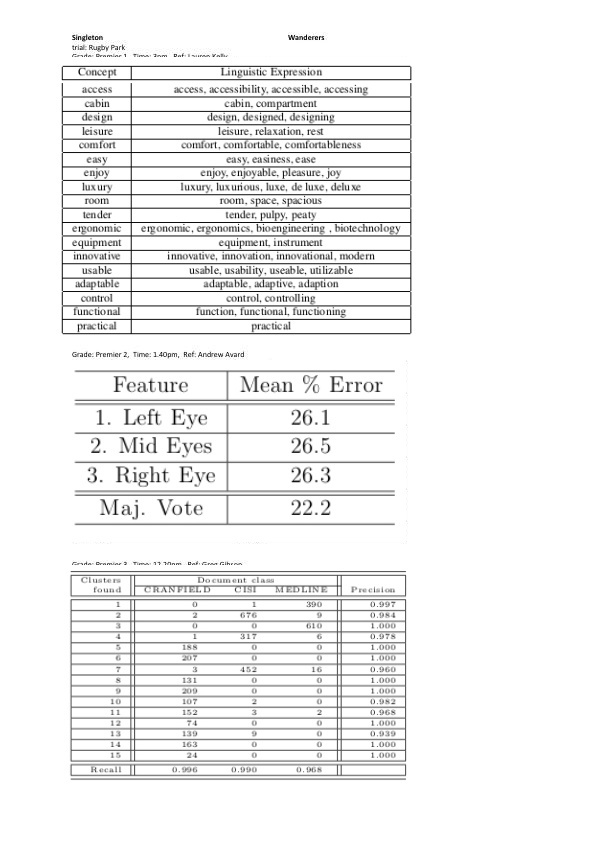 Singleton Wanderers
trial: Rugby Park
Grade: Premier 1, Time: 3pm, Ref: Lauren Kelly
Concept Linguistic Expression
access access, accessibility, accessible, accessing
cabin cabin, compartment
design design, designed, designing
leisure leisure, relaxation, rest
comfort comfort, comfortable, comfortableness
easy easy, easiness, ease
enjoy enjoy, enjoyable, pleasure, joy
luxury luxury, luxurious, luxe, de luxe, deluxe
room room, space, spacious
tender tender, pulpy, peaty
ergonomic ergonomic, ergonomics, bioengineering , biotechnology
equipment equipment, instrument
innovative innovative, innovation, innovational, modern
usable usable, usability, useable, utilizable
adaptable adaptable, adaptive, adaption
control control, controlling
functional function, functional, functioning
practical practical
Grade: Premier 2, Time: 1.40pm, Ref: Andrew Avard
Feature Mean % Error
1. Left Eye 26.1
2. Mid Eyes 26.5
3. Right Eye 26.3
Maj. Vote 22.2
Grade: Premier 3, Time: 12.20pm, Ref: Greg Gibson
Clusters Document class
found CRANFIELD CISI MEDLINE Precision
1 0 1 390 0.997
2 2 676 9 0.984
3 0 0 610 1.000
4 1 317 6 0.978
5 188 0 0 1.000
6 207 0 0 1.000
7 3 452 16 0.960
8 131 0 0 1.000
9 209 0 0 1.000
10 107 2 0 0.982
11 152 3 2 0.968
12 74 0 0 1.000
13 139 9 0 0.939
14 163 0 0 1.000
15 24 0 0 1.000
Recall 0.996 0.990 0.968